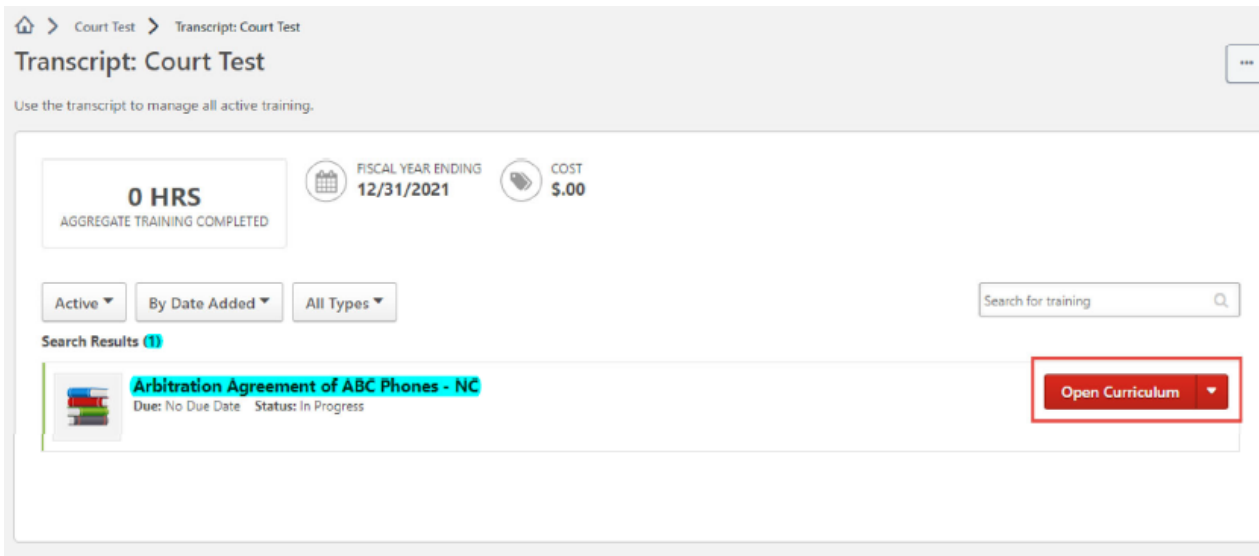 Court Test Transcript: Court Test
Transcript: Court Test
...
Use the transcript to manage all active training.
0 HRS
AGGREGATE TRAINING COMPLETED
FISCAL YEAR ENDING
12/31/2021
COST
$.00
Active By Date Added All Types
Search for training
Search Results (1)
Arbitration Agreement of ABC Phones - NC
Due: No Due Date Status: In Progress
Open Curriculum